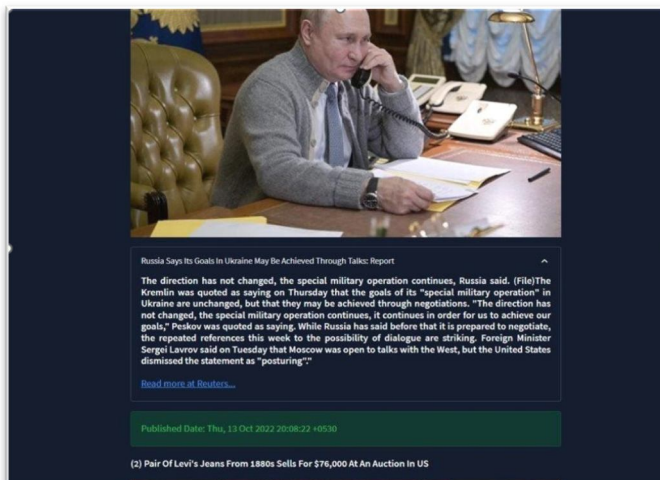 Russia Says Its Goals In Ukraine May Be Achieved Through Talks: Report
The direction has not changed, the special military operation continues, Russia said. (File)The
Kremlin was quoted as saying on Thursday that the goals of its "special military operation" in
Ukraine are unchanged, but that they may be achieved through negotiations. "The direction has
not changed, the special military operation continues, it continues in order for us to achieve our
goals," Peskov was quoted as saying. While Russia has said before that it is prepared to negotiate,
the repeated references this week to the possibility of dialogue are striking. Foreign Minister
Sergei Lavrov said on Tuesday that Moscow was open to talks with the West, but the United States
dismissed the statement as "posturing"."
Read more at Reuters...
Published Date: Thu, 13 Oct 2022 20:08:22 +0530
(2) Pair Of Levi's Jeans From 1880s Sells For $76,000 At An Auction In US